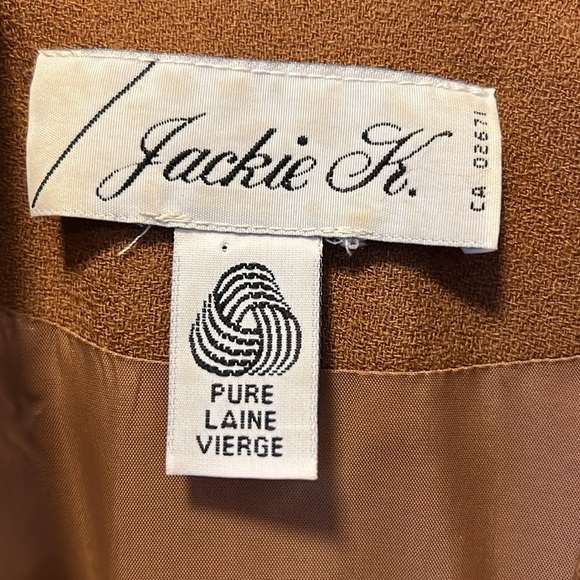 Jackie K.
CA 02671
PURE
LAINE
VIERGE